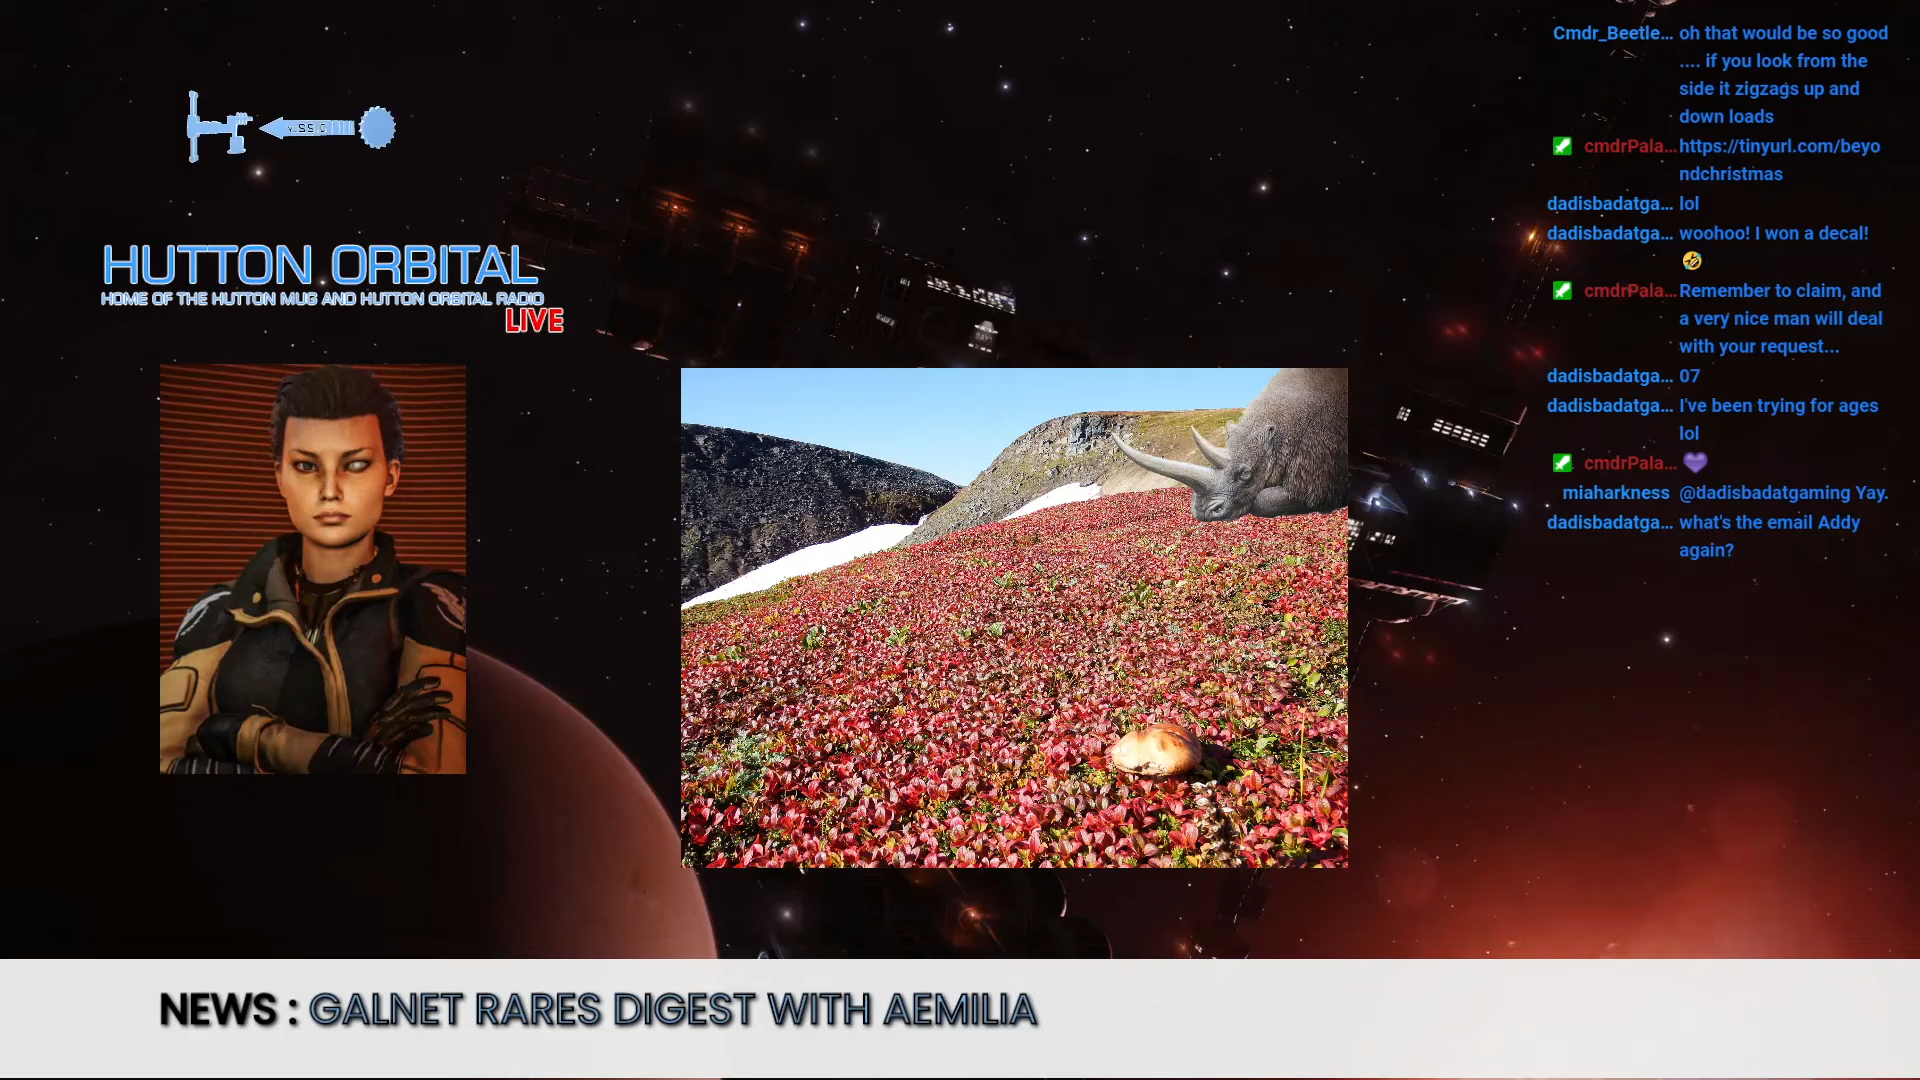 HUTTON ORBITAL
HOME OF THE HUTTON MUG AND HUTTON ORBITAL RADIO
LIVE
Cmdr_Beetle… oh that would be so good
.... if you look from the
side it zigzags up and
down loads
cmdrPala… https://tinyurl.com/beyo
ndchristmas
dadisbadatga… lol
dadisbadatga… woohoo! I won a decal!
🤣
cmdrPala… Remember to claim, and
a very nice man will deal
with your request...
dadisbadatga… 07
dadisbadatga… I've been trying for ages
lol
cmdrPala… 💜
miaharkness @dadisbadatgaming Yay.
dadisbadatga… what's the email Addy
again?
NEWS : GALNET RARES DIGEST WITH AEMILIA